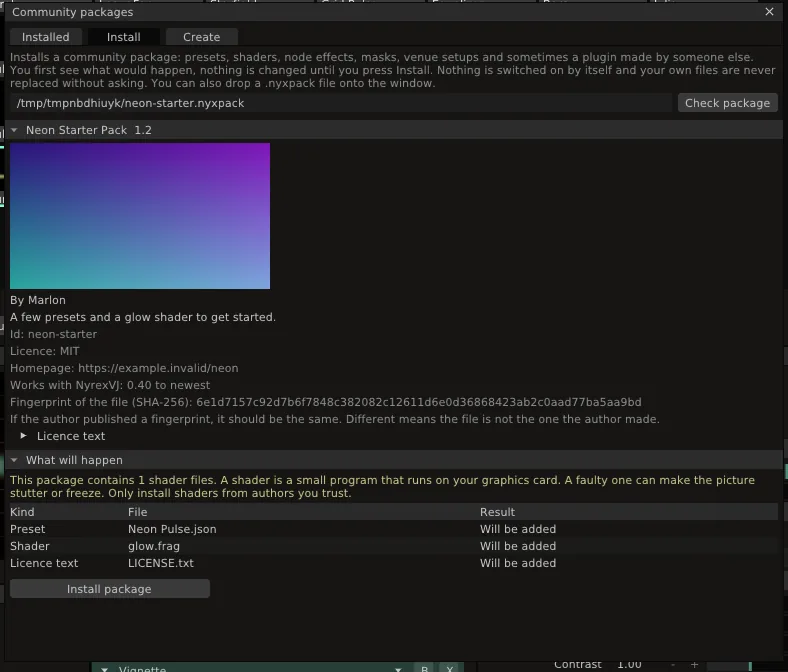 Community packages
Installed Install Create
Installs a community package: presets, shaders, node effects, masks, venue setups and sometimes a plugin made by someone else.
You first see what would happen, nothing is changed until you press Install. Nothing is switched on by itself and your own files are never
replaced without asking. You can also drop a .nyxpack file onto the window.
/tmp/tmpnbdhiuyk/neon-starter.nyxpack Check package
Neon Starter Pack 1.2
By Marlon
A few presets and a glow shader to get started.
Id: neon-starter
Licence: MIT
Homepage: https://example.invalid/neon
Works with NyrexVJ: 0.40 to newest
Fingerprint of the file (SHA-256): 6e1d7157c92d7b6f7848c382082c12611d6e0d36868423ab2c0aad77ba5aa9bd
If the author published a fingerprint, it should be the same. Different means the file is not the one the author made.
Licence text
What will happen
This package contains 1 shader files. A shader is a small program that runs on your graphics card. A faulty one can make the picture
stutter or freeze. Only install shaders from authors you trust.
Kind File Result
Preset Neon Pulse.json Will be added
Shader glow.frag Will be added
Licence text LICENSE.txt Will be added
Install package
Vignette B X Contrast 1.00 - +